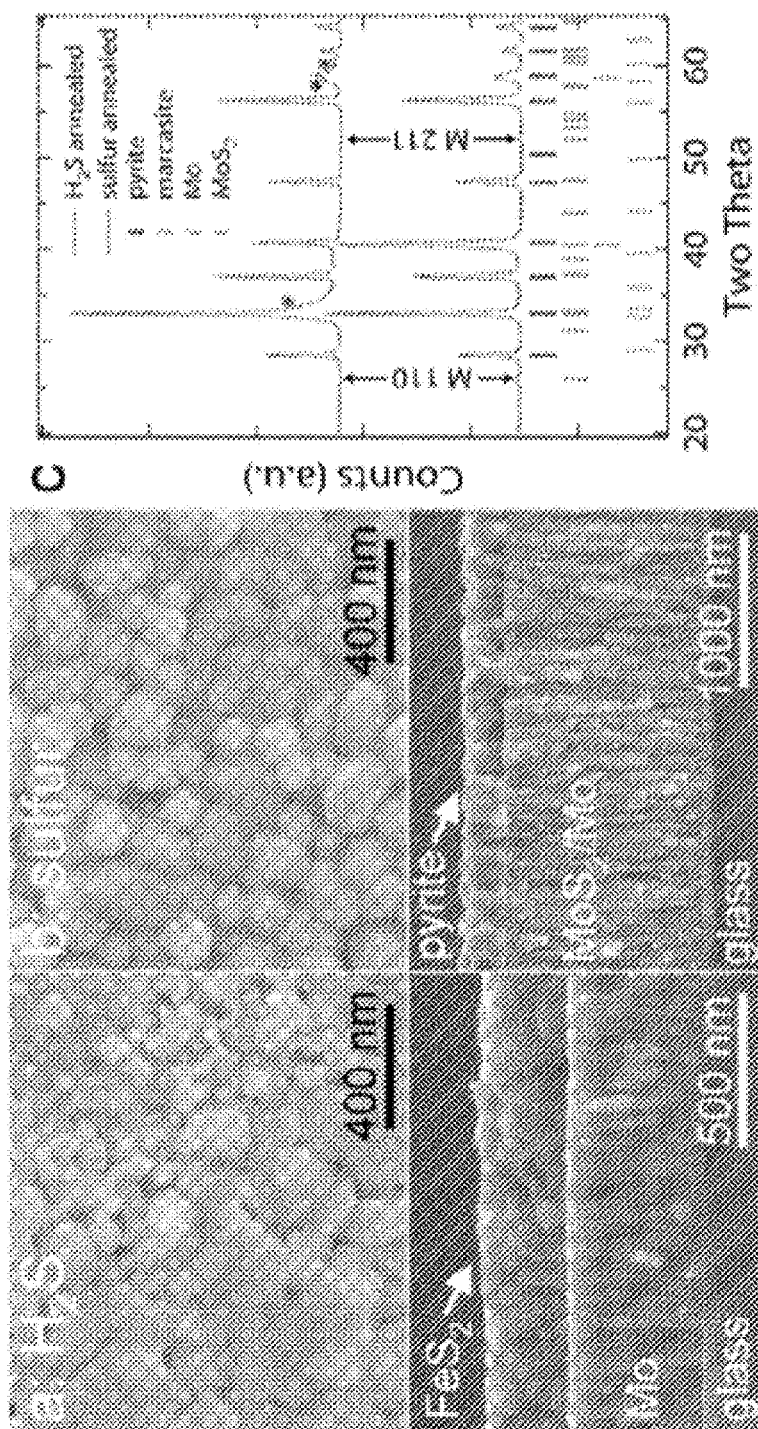 a: H₂S
400 nm
FeS₂
Mo
glass
500 nm
b: sulfur
400 nm
pyrite
MoS₂/Mo
glass
1000 nm
C
Counts (a.u.)
H₂S annealed
sulfur annealed
pyrite
marcasite
Mo
MoS₂
M 110
M 211
20
30
40
50
60
Two Theta